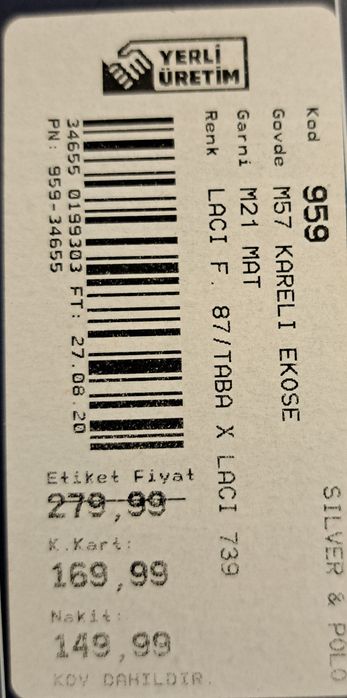 YERLİ
ÜRETİM
Kod 959
Govde M57 KARELI EKOSE
Garni M21 MAT
Renk LACI F. 87/TABA X LACI 739
34655 0199303 FT: 27.08.20
PN: 959-34655
SILVER & POLO
Etiket Fiyat
279,99
K.Kart:
169,99
Nakit:
149,99
KDV DAHILDIR.